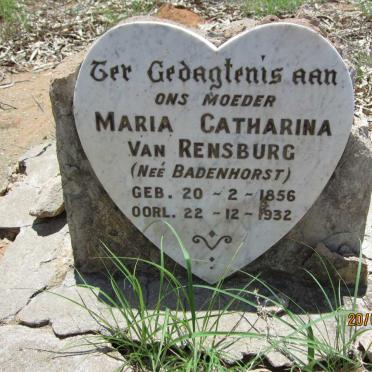 Ter Gedagtenis aan
ONS MOEDER
MARIA CATHARINA
VAN RENSBURG
(NEÉ BADENHORST)
GEB. 20 - 2 - 1856
OORL. 22 - 12 - 1932
20/